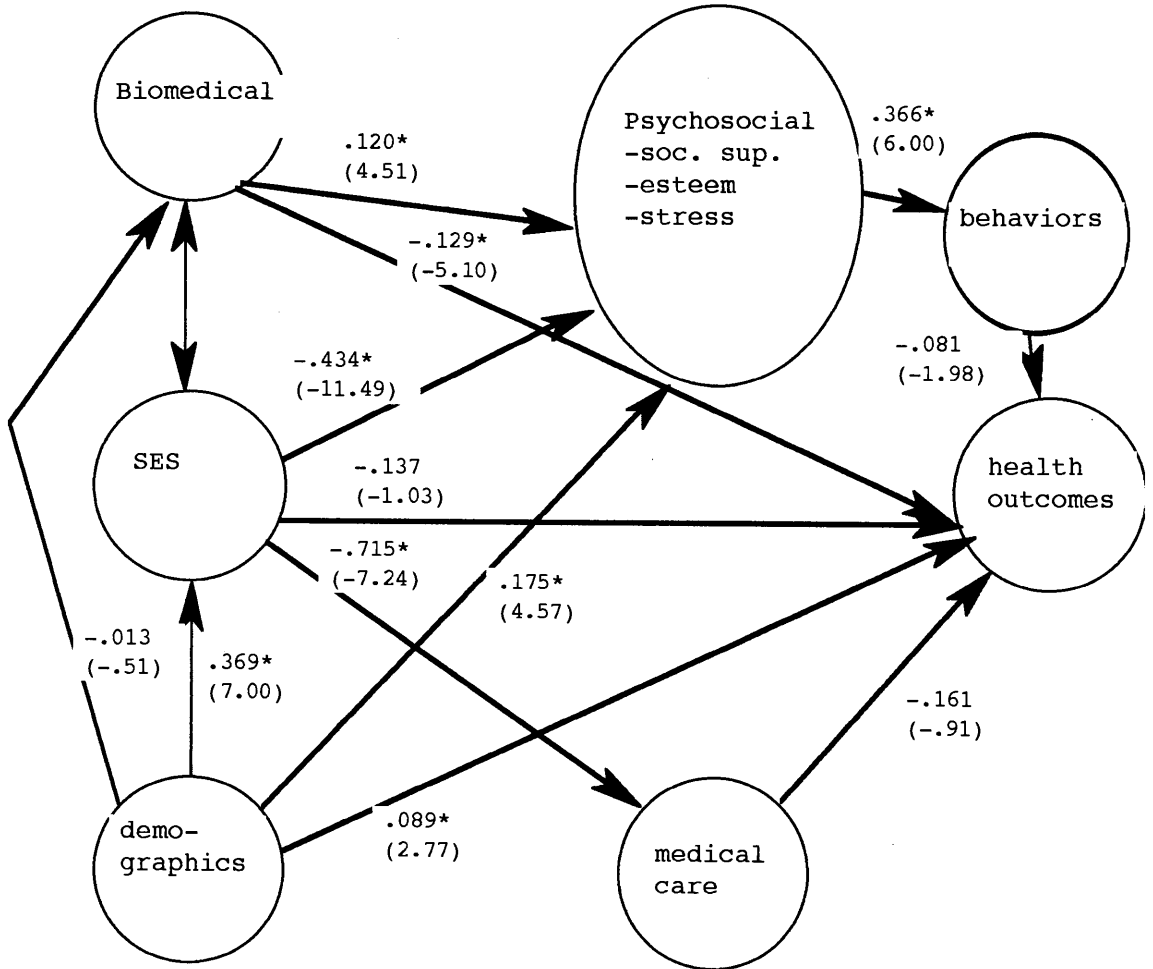 Biomedical
.120*
(4.51)
Psychosocial
-soc. sup.
-esteem
-stress
.366*
(6.00)
behaviors
-.129*
(-5.10)
-.434*
(-11.49)
-.081
(-1.98)
SES
-.137
(-1.03)
health
outcomes
-.715*
(-7.24)
.175*
(4.57)
-.013
(-.51)
.369*
(7.00)
-.161
(-.91)
demo-
graphics
.089*
(2.77)
medical
care